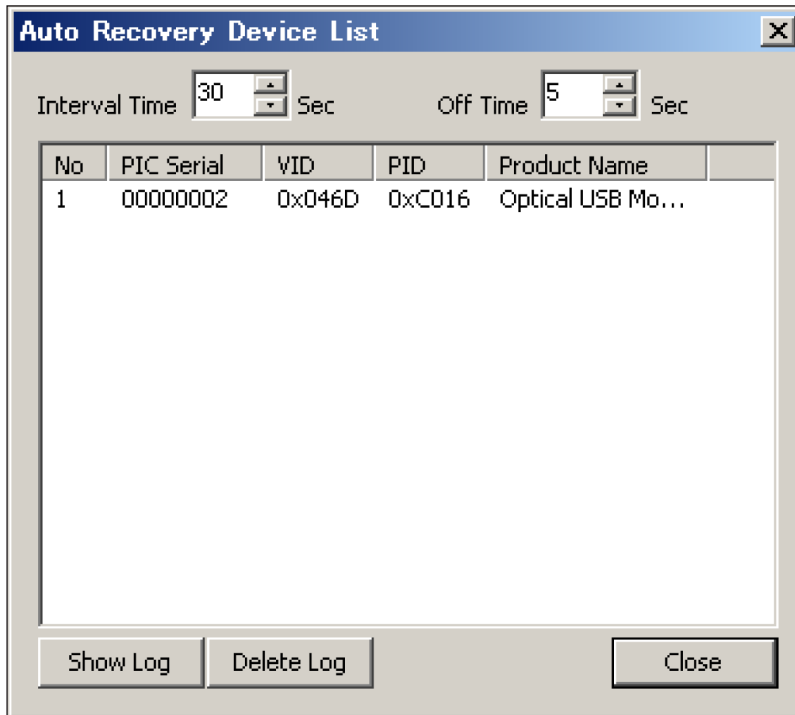 Auto Recovery Device List
Interval Time 30 Sec Off Time 5 Sec
No PIC Serial VID PID Product Name
1 00000002 0x046D 0xC016 Optical USB Mo...
Show Log Delete Log Close